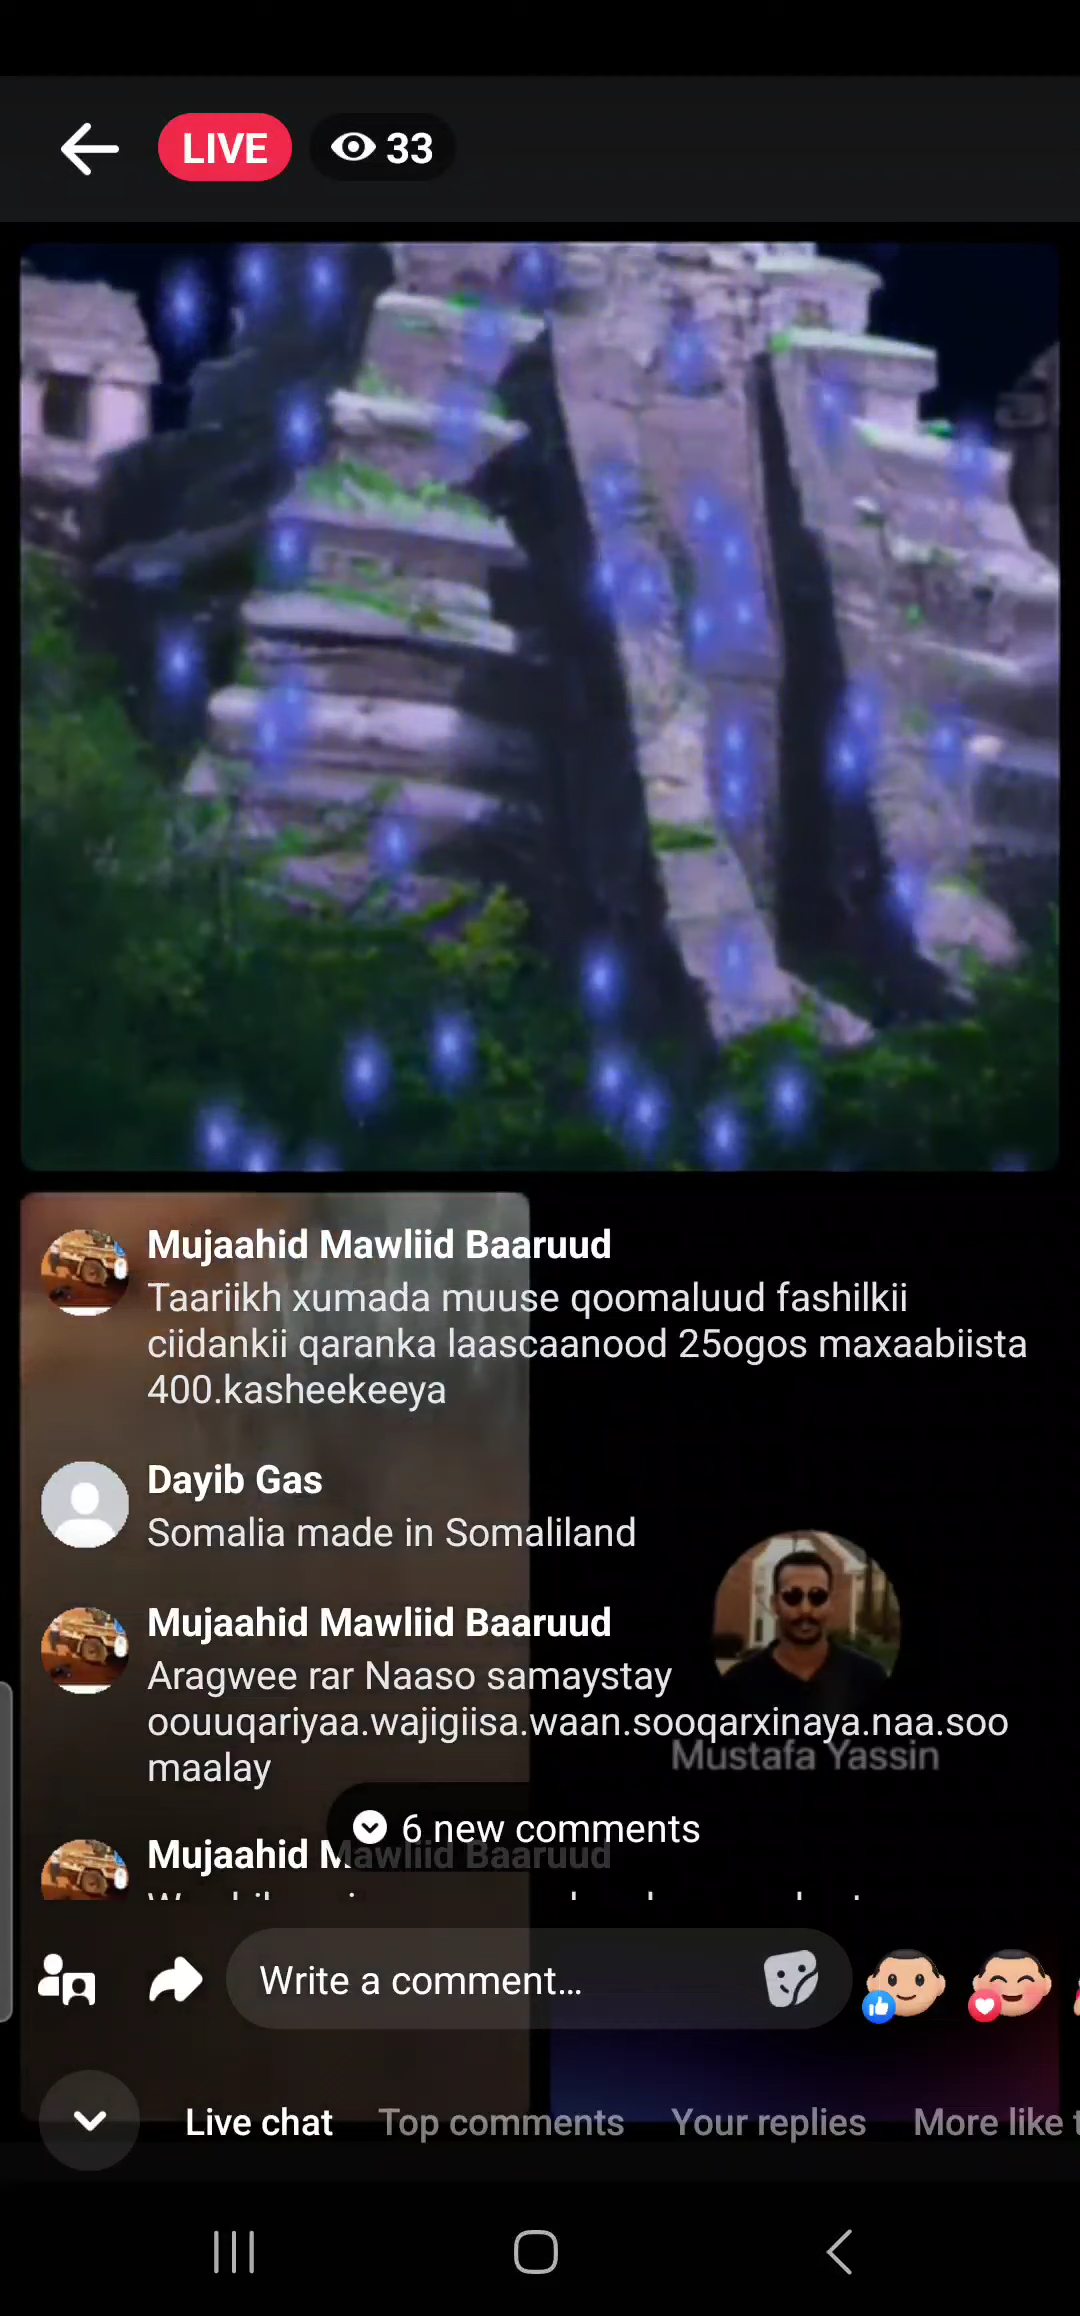 LIVE 33
Mujaahid Mawliid Baaruud
Taariikh xumada muuse qoomaluud fashilkii
ciidankii qaranka laascaanood 25ogos maxaabiista
400.kasheekeeya
Dayib Gas
Somalia made in Somaliland
Mujaahid Mawliid Baaruud
Aragwee rar Naaso samaystay
oouuqariyaa.wajigiisa.waan.sooqarxinaya.naa.soo
maalay
Mustafa Yassin
6 new comments
Mujaahid Mawliid Baaruud
Write a comment...
Live chat Top comments Your replies More like